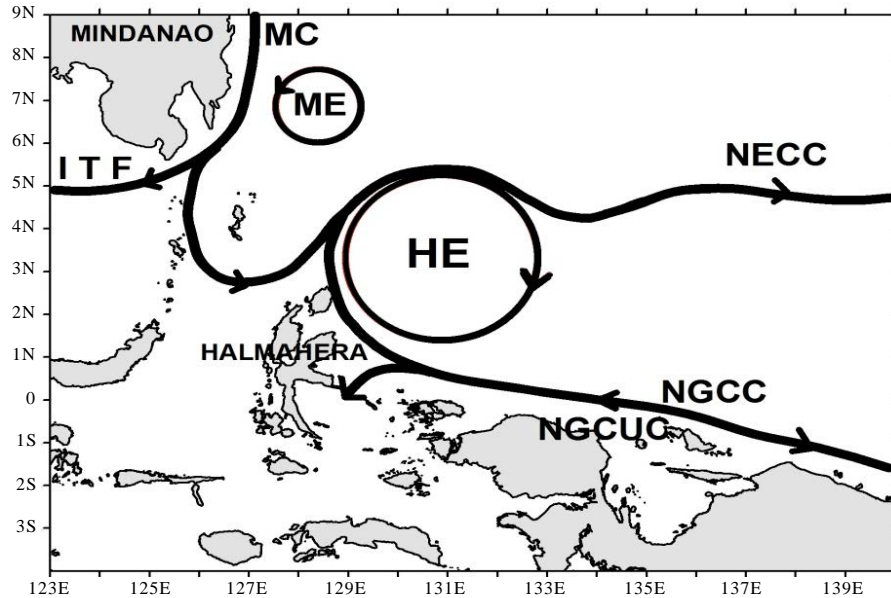 9N
MINDANAO
MC
8N
7N
ME
6N
I T F
NECC
5N
4N
HE
3N
2N
1N
HALMAHERA
0
NGCC
NGCUC
1S
2S
3S
123E 125E 127E 129E 131E 133E 135E 137E 139E